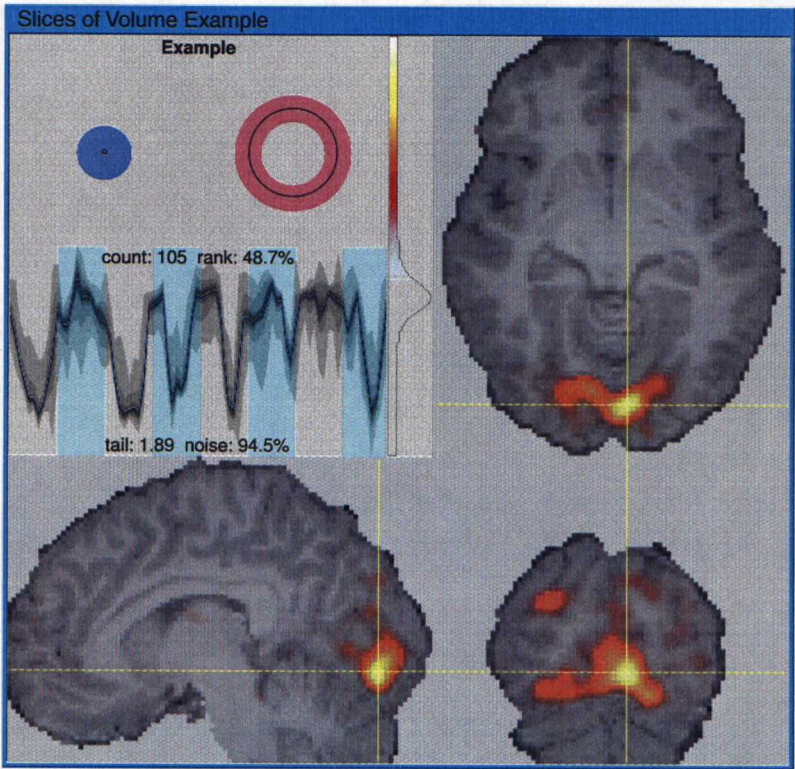 Slices of Volume Example
Example
count: 105 rank: 48.7%
tail: 1.89 noise: 94.5%